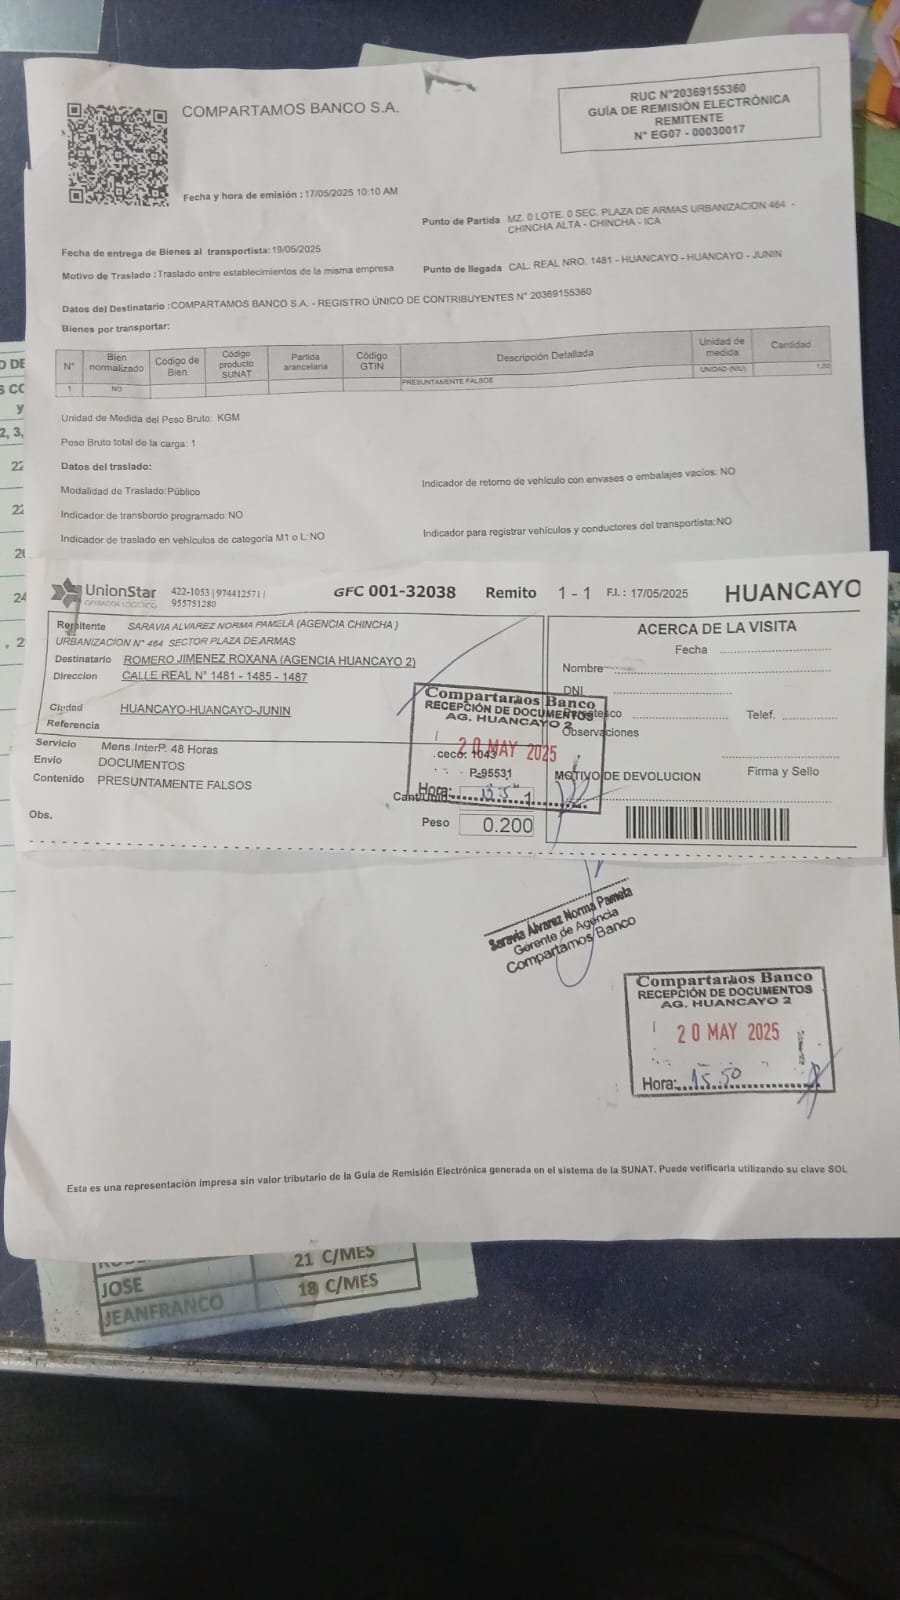 COMPARTAMOS BANCO S.A.
RUC N°20369155360
GUÍA DE REMISIÓN ELECTRÓNICA
REMITENTE
N° EG07 - 00030017
Fecha y hora de emisión : 17/05/2025 10:10 AM
Punto de Partida MZ. 0 LOTE. 0 SEC. PLAZA DE ARMAS URBANIZACION 464 -
CHINCHA ALTA - CHINCHA - ICA
Fecha de entrega de Bienes al transportista: 19/05/2025
Motivo de Traslado : Traslado entre establecimientos de la misma empresa
Punto de llegada CAL. REAL NRO. 1481 - HUANCAYO - HUANCAYO - JUNIN
Datos del Destinatario : COMPARTAMOS BANCO S.A. - REGISTRO ÚNICO DE CONTRIBUYENTES N° 20369155360
Bienes por transportar:
N° Bien normalizado Código de Bien Código producto SUNAT Partida arancelaria Código GTIN Descripción Detallada Unidad de medida Cantidad
1 NO PRESUNTAMENTE FALSOS UNIDAD (NIU) 1.00
Unidad de Medida del Peso Bruto: KGM
Peso Bruto total de la carga: 1
Datos del traslado:
Modalidad de Traslado: Público
Indicador de retorno de vehículo con envases o embalajes vacíos: NO
Indicador de transbordo programado: NO
Indicador de traslado en vehículos de categoría M1 o L: NO
Indicador para registrar vehículos y conductores del transportista: NO
UnionStar
OPERADOR LOGISTICO
422-1053 | 974412571 |
955751280
GFC 001-32038 Remito 1 - 1 F.I. : 17/05/2025 HUANCAYO
Remitente SARAVIA ALVAREZ NORMA PAMELA (AGENCIA CHINCHA )
URBANIZACION N° 464 SECTOR PLAZA DE ARMAS
Destinatario ROMERO JIMENEZ ROXANA (AGENCIA HUANCAYO 2)
Direccion CALLE REAL N° 1481 - 1485 - 1487
Ciudad HUANCAYO-HUANCAYO-JUNIN
Referencia
Servicio Mens.InterP. 48 Horas
Envío DOCUMENTOS
Contenido PRESUNTAMENTE FALSOS
Obs.
ACERCA DE LA VISITA
Fecha
Nombre
DNI
Parentesco Telef.
Observaciones
MOTIVO DE DEVOLUCION Firma y Sello
Compartamos Banco
RECEPCIÓN DE DOCUMENTOS
AG. HUANCAYO 2
20 MAY 2025
ceco: 1043
P-95531
Hora:
Cantidad 1
Peso 0.200
Saravia Álvarez Norma Pamela
Gerente de Agencia
Compartamos Banco
Compartamos Banco
RECEPCIÓN DE DOCUMENTOS
AG. HUANCAYO 2
20 MAY 2025
Hora: 15:50
Esta es una representación impresa sin valor tributario de la Guía de Remisión Electrónica generada en el sistema de la SUNAT. Puede verificarla utilizando su clave SOL
21 C/MES
JOSE 18 C/MES
JEANFRANCO